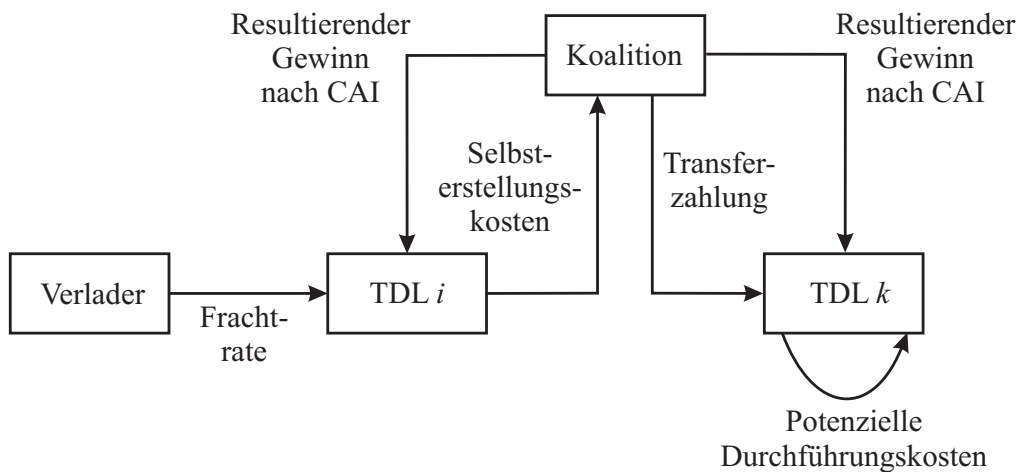 Resultierender
Gewinn
nach CAI
Koalition
Resultierender
Gewinn
nach CAI
Selbst-
erstellungs-
kosten
Transfer-
zahlung
Verlader
Fracht-
rate
TDL i
TDL k
Potenzielle
Durchführungskosten